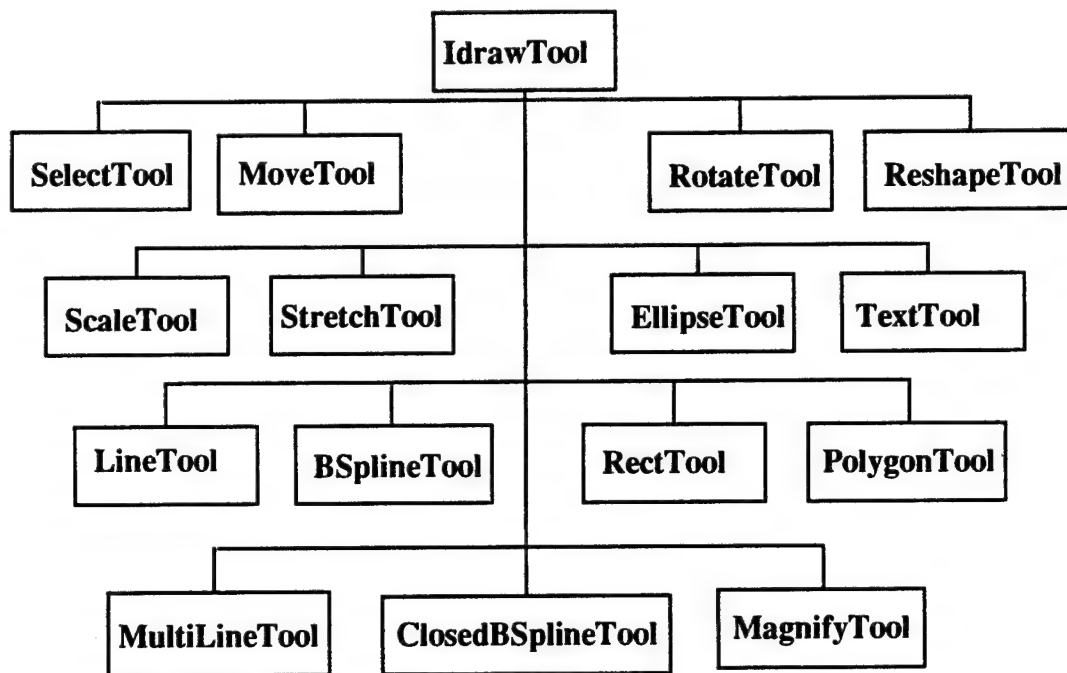 IdrawTool
SelectTool
MoveTool
RotateTool
ReshapeTool
ScaleTool
StretchTool
EllipseTool
TextTool
LineTool
BSplineTool
RectTool
PolygonTool
MultiLineTool
ClosedBSplineTool
MagnifyTool